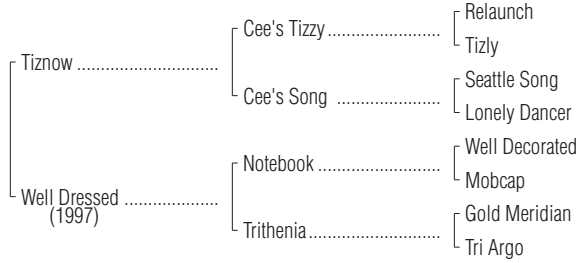 Relaunch
Cee's Tizzy ........................
Tizly
Tiznow ..............................
Seattle Song
Cee's Song ......................
Lonely Dancer
Well Decorated
Notebook ..........................
Mobcap
Well Dressed ....................
(1997)
Gold Meridian
Trithenia............................
Tri Argo